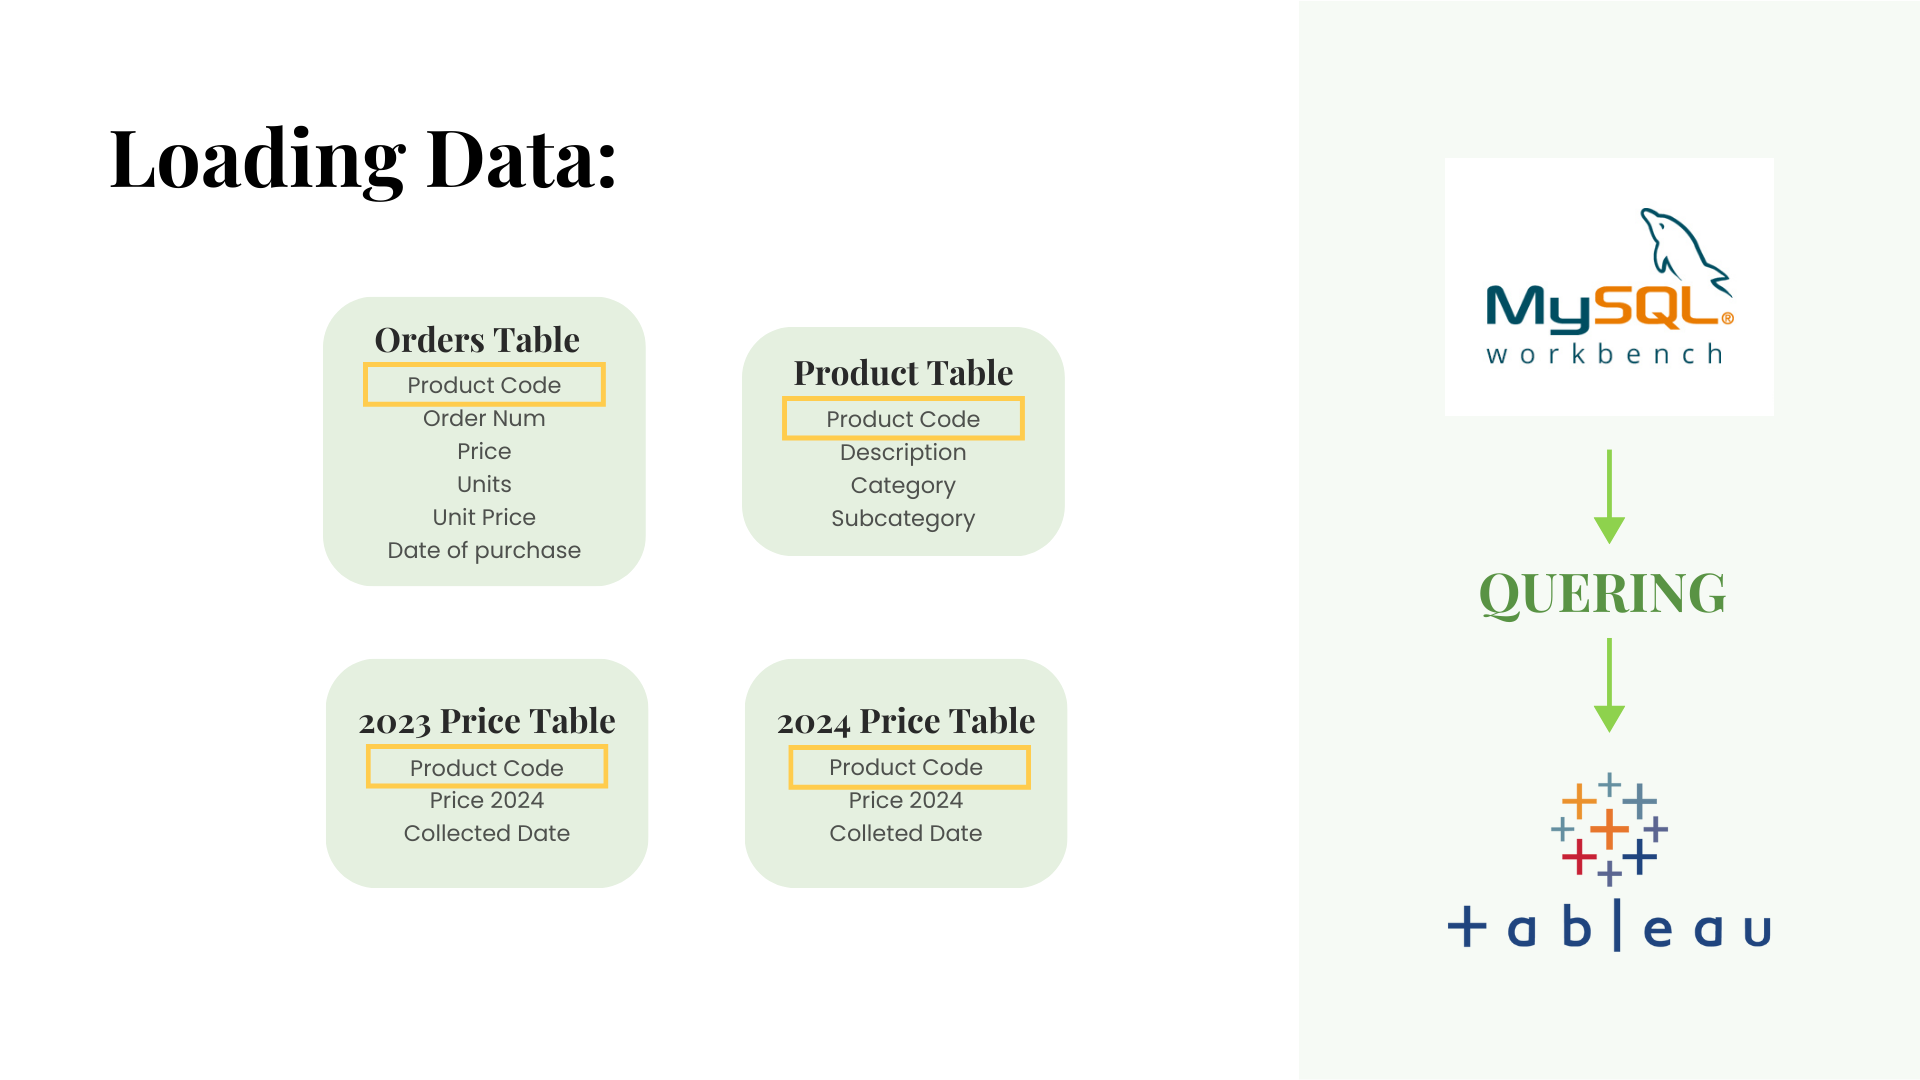 Loading Data:
Orders Table
Product Code
Order Num
Price
Units
Unit Price
Date of purchase
Product Table
Product Code
Description
Category
Subcategory
2023 Price Table
Product Code
Price 2024
Collected Date
2024 Price Table
Product Code
Price 2024
Colleted Date
MySQL®
workbench
QUERING
+ableau